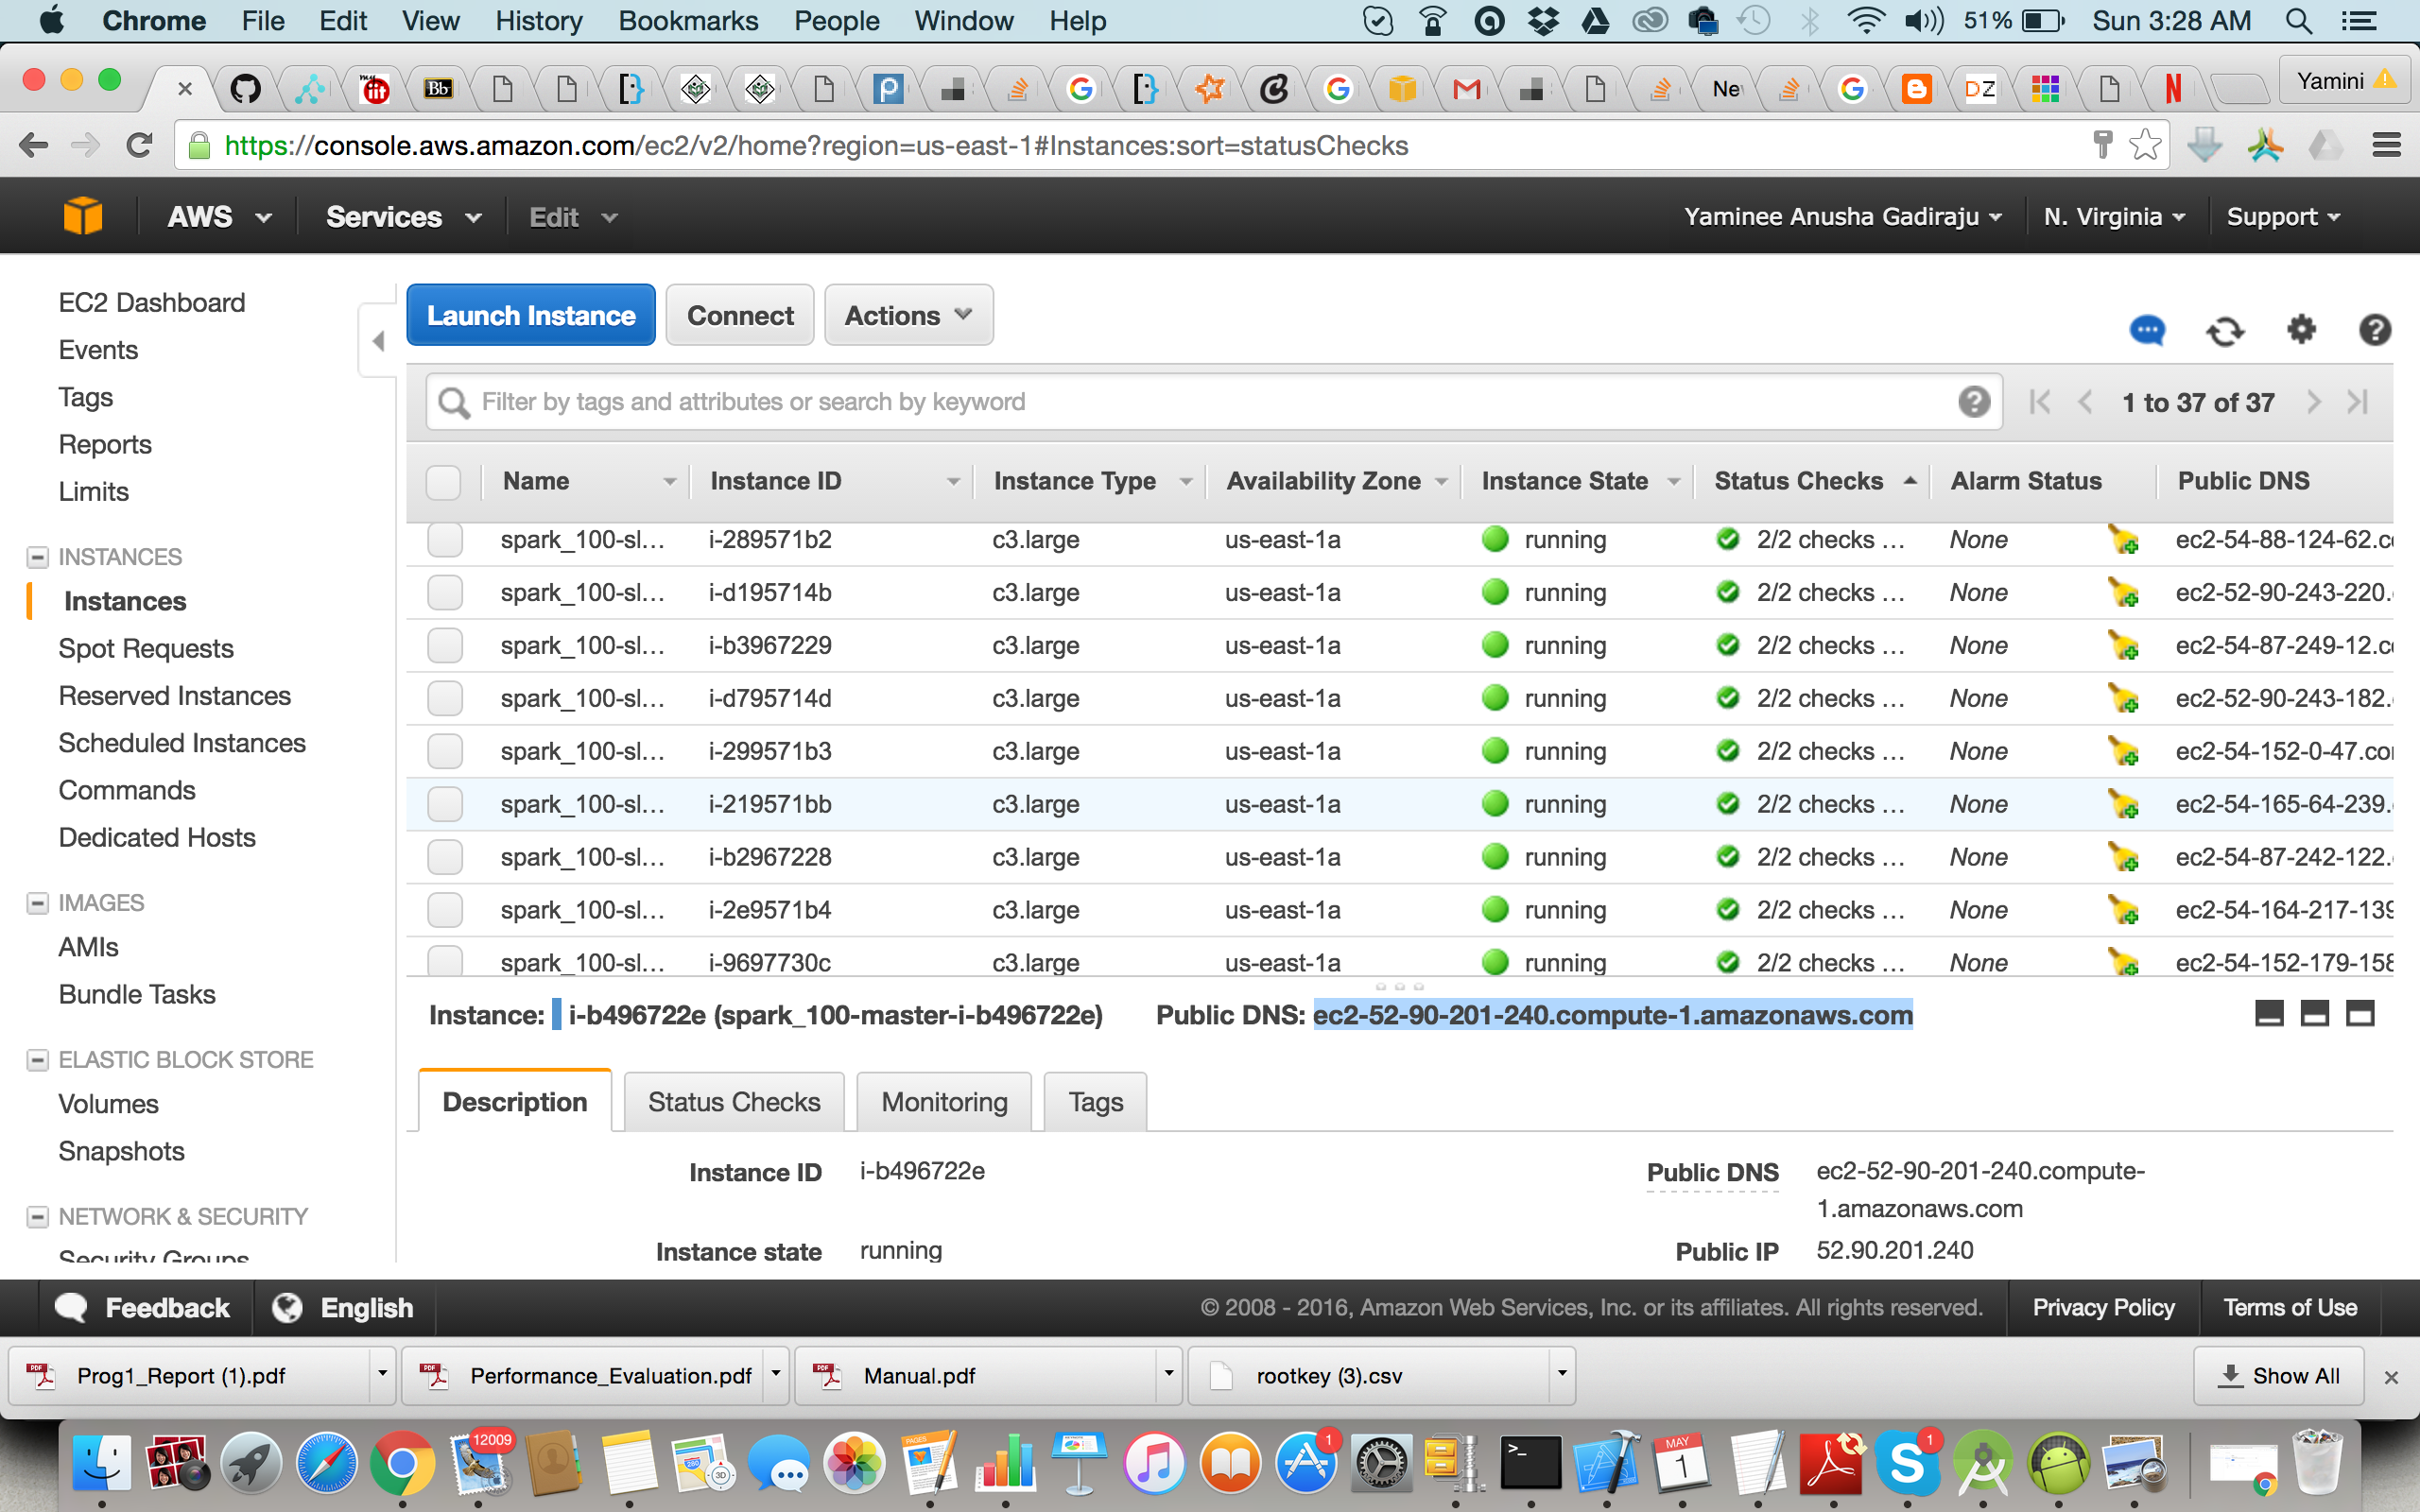 Chrome File Edit View History Bookmarks People Window Help 51% Sun 3:28 AM
my iit Bb P Ne DZ N Yamini
https://console.aws.amazon.com/ec2/v2/home?region=us-east-1#Instances:sort=statusChecks
AWS Services Edit Yaminee Anusha Gadiraju N. Virginia Support
EC2 Dashboard
Events
Tags
Reports
Limits
INSTANCES
Instances
Spot Requests
Reserved Instances
Scheduled Instances
Commands
Dedicated Hosts
IMAGES
AMIs
Bundle Tasks
ELASTIC BLOCK STORE
Volumes
Snapshots
NETWORK & SECURITY
Security Groups
Launch Instance Connect Actions
Filter by tags and attributes or search by keyword 1 to 37 of 37
Name Instance ID Instance Type Availability Zone Instance State Status Checks Alarm Status Public DNS
spark_100-sl... i-289571b2 c3.large us-east-1a running 2/2 checks ... None ec2-54-88-124-62.c
spark_100-sl... i-d195714b c3.large us-east-1a running 2/2 checks ... None ec2-52-90-243-220.
spark_100-sl... i-b3967229 c3.large us-east-1a running 2/2 checks ... None ec2-54-87-249-12.c
spark_100-sl... i-d795714d c3.large us-east-1a running 2/2 checks ... None ec2-52-90-243-182.
spark_100-sl... i-299571b3 c3.large us-east-1a running 2/2 checks ... None ec2-54-152-0-47.co
spark_100-sl... i-219571bb c3.large us-east-1a running 2/2 checks ... None ec2-54-165-64-239.
spark_100-sl... i-b2967228 c3.large us-east-1a running 2/2 checks ... None ec2-54-87-242-122.
spark_100-sl... i-2e9571b4 c3.large us-east-1a running 2/2 checks ... None ec2-54-164-217-139
spark_100-sl... i-9697730c c3.large us-east-1a running 2/2 checks ... None ec2-54-152-179-158
Instance: i-b496722e (spark_100-master-i-b496722e) Public DNS: ec2-52-90-201-240.compute-1.amazonaws.com
Description Status Checks Monitoring Tags
Instance ID i-b496722e Public DNS ec2-52-90-201-240.compute-
1.amazonaws.com
Instance state running Public IP 52.90.201.240
Feedback English © 2008 - 2016, Amazon Web Services, Inc. or its affiliates. All rights reserved. Privacy Policy Terms of Use
Prog1_Report (1).pdf Performance_Evaluation.pdf Manual.pdf rootkey (3).csv Show All
12009 PAGES 280 3D 1 MAY 1 S 1